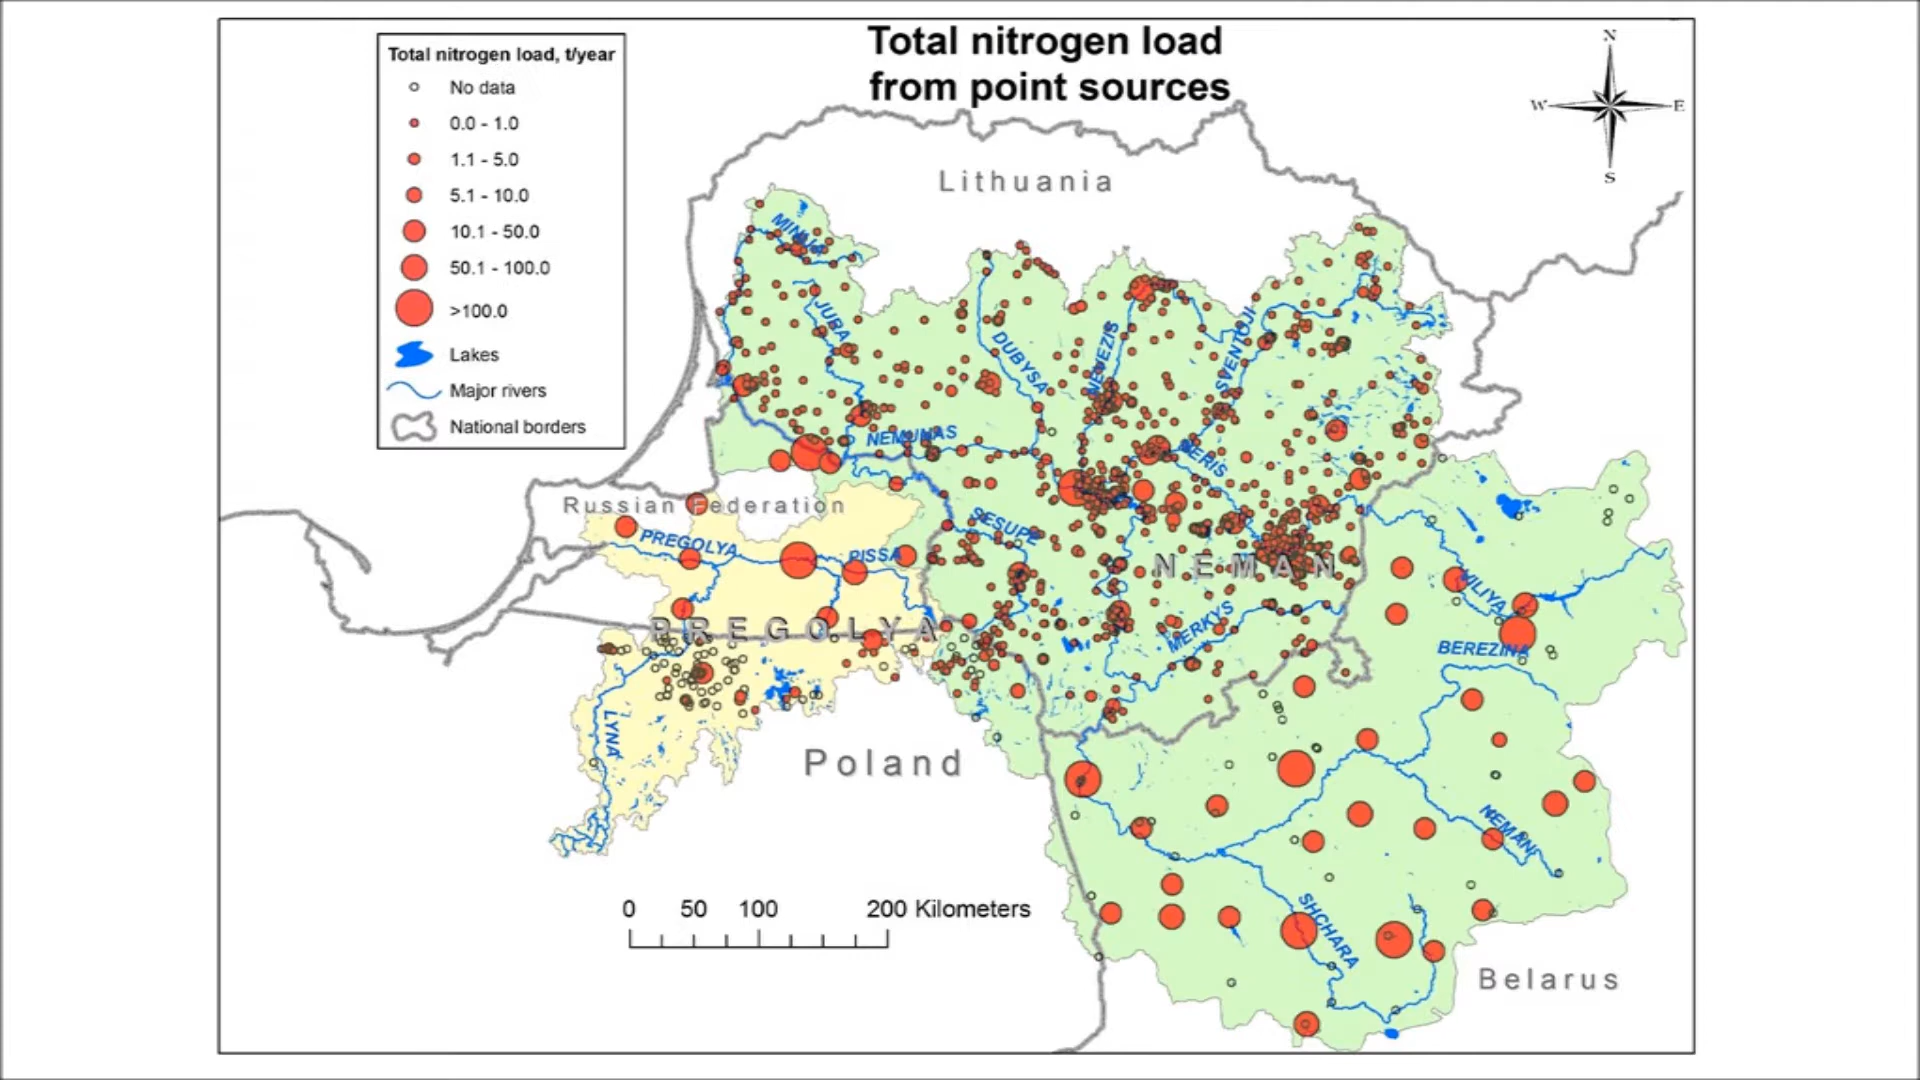 Total nitrogen load
from point sources
Total nitrogen load, t/year
No data
0.0 - 1.0
1.1 - 5.0
5.1 - 10.0
10.1 - 50.0
50.1 - 100.0
>100.0
Lakes
Major rivers
National borders
N
W
E
S
Lithuania
MINIJA
JURA
DUBYSA
NEVEZIS
SVENTOJI
NEMUNAS
NERIS
Russian Federation
SESUPE
PREGOLYA
PISSA
NEMAN
VILIYA
MERKYS
PREGOLYA
BEREZINA
LYNA
Poland
NEMAN
SHCHARA
0 50 100 200 Kilometers
Belarus